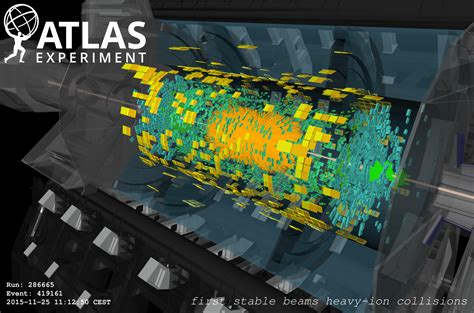 ATLAS
EXPERIMENT
Run: 286665
Event: 419161
2015-11-25 11:12:50 CEST
first stable beams heavy-ion collisions